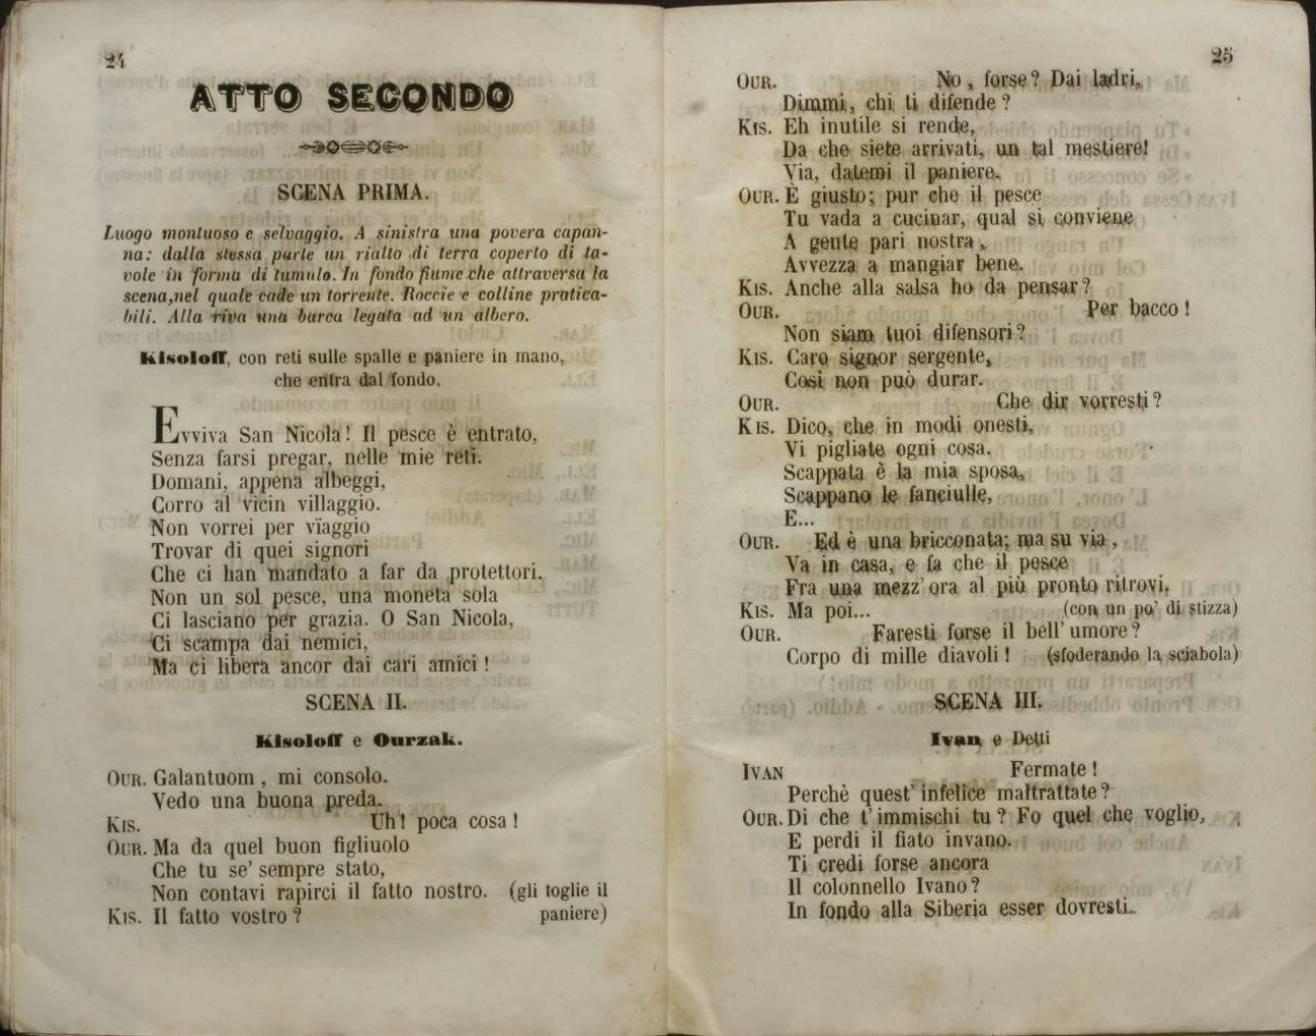 24
ATTO SECONDO
SCENA PRIMA.
Luogo montuoso e selvaggio. A sinistra una povera capan-
na: dalla stessa parte un rialto di terra coperto di ta-
vole in forma di tumulo. In fondo fiume che attraversa la
scena, nel quale cade un torrente. Roccie e colline pratica-
bili. Alla riva una barca legata ad un albero.
Kisoloff, con reti sulle spalle e paniere in mano,
che entra dal fondo.
Evviva San Nicola! Il pesce è entrato,
Senza farsi pregar, nelle mie reti.
Domani, appena albeggi,
Corro al vicin villaggio.
Non vorrei per vïaggio
Trovar di quei signori
Che ci han mandato a far da protettori.
Non un sol pesce, una moneta sola
Ci lasciano per grazia. O San Nicola,
Ci scampa dai nemici,
Ma ci libera ancor dai cari amici!
SCENA II.
Kisoloff e Ourzak.
OUR. Galantuom, mi consolo.
Vedo una buona preda.
KIS. Uh! poca cosa!
OUR. Ma da quel buon figliuolo
Che tu se' sempre stato,
Non contavi rapirci il fatto nostro. (gli toglie il
KIS. Il fatto vostro? paniere)
25
OUR. No, forse? Dai ladri,
Dimmi, chi ti difende?
KIS. Eh inutile si rende,
Da che siete arrivati, un tal mestiere!
Via, datemi il paniere.
OUR. È giusto; pur che il pesce
Tu vada a cucinar, qual si conviene
A gente pari nostra,
Avvezza a mangiar bene.
KIS. Anche alla salsa ho da pensar?
OUR. Per bacco!
Non siam tuoi difensori?
KIS. Caro signor sergente,
Così non può durar.
OUR. Che dir vorresti?
KIS. Dico, che in modi onesti,
Vi pigliate ogni cosa.
Scappata è la mia sposa,
Scappano le fanciulle,
E...
OUR. Ed è una bricconata; ma su via,
Va in casa, e fa che il pesce
Fra una mezz' ora al più pronto ritrovi.
KIS. Ma poi... (con un po' di stizza)
OUR. Faresti forse il bell' umore?
Corpo di mille diavoli! (sfoderando la sciabola)
SCENA III.
Ivan e Detti
IVAN Fermate!
Perchè quest' infelice maltrattate?
OUR. Di che t' immischi tu? Fo quel che voglio,
E perdi il fiato invano.
Ti credi forse ancora
Il colonnello Ivano?
In fondo alla Siberia esser dovresti.